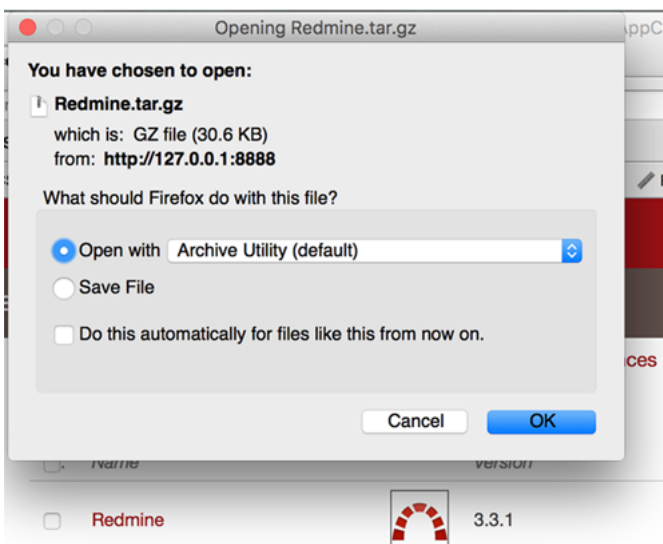 Opening Redmine.tar.gz
You have chosen to open:
Redmine.tar.gz
which is: GZ file (30.6 KB)
from: http://127.0.0.1:8888
What should Firefox do with this file?
Open with Archive Utility (default)
Save File
Do this automatically for files like this from now on.
Cancel OK
Name Version
Redmine 3.3.1